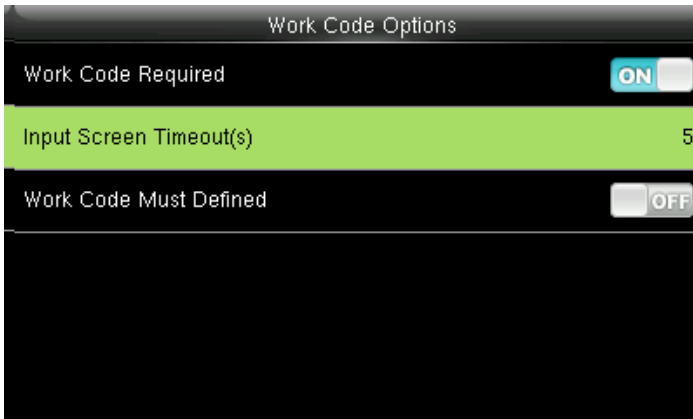 Work Code Options
Work Code Required ON
Input Screen Timeout(s) 5
Work Code Must Defined OFF